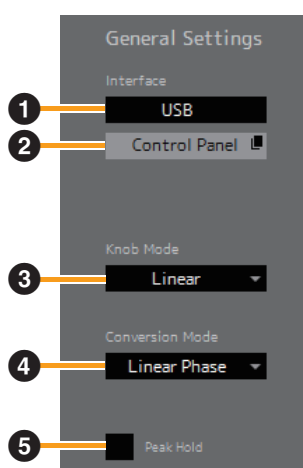 General Settings
Interface
1 USB
2 Control Panel
Knob Mode
3 Linear
Conversion Mode
4 Linear Phase
5 Peak Hold